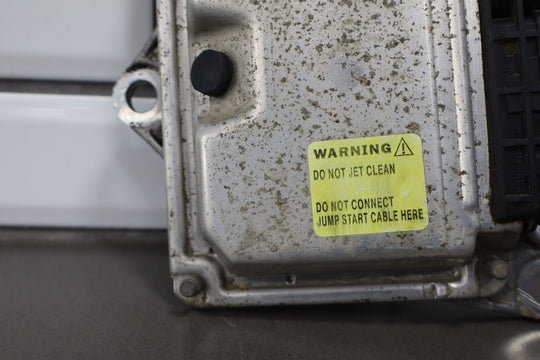 WARNING
DO NOT JET CLEAN
DO NOT CONNECT
JUMP START CABLE HERE